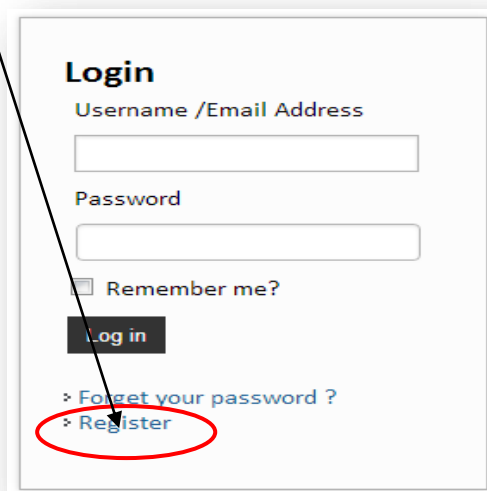 Login
Username /Email Address
Password
Remember me?
Log in
Forget your password ?
Register